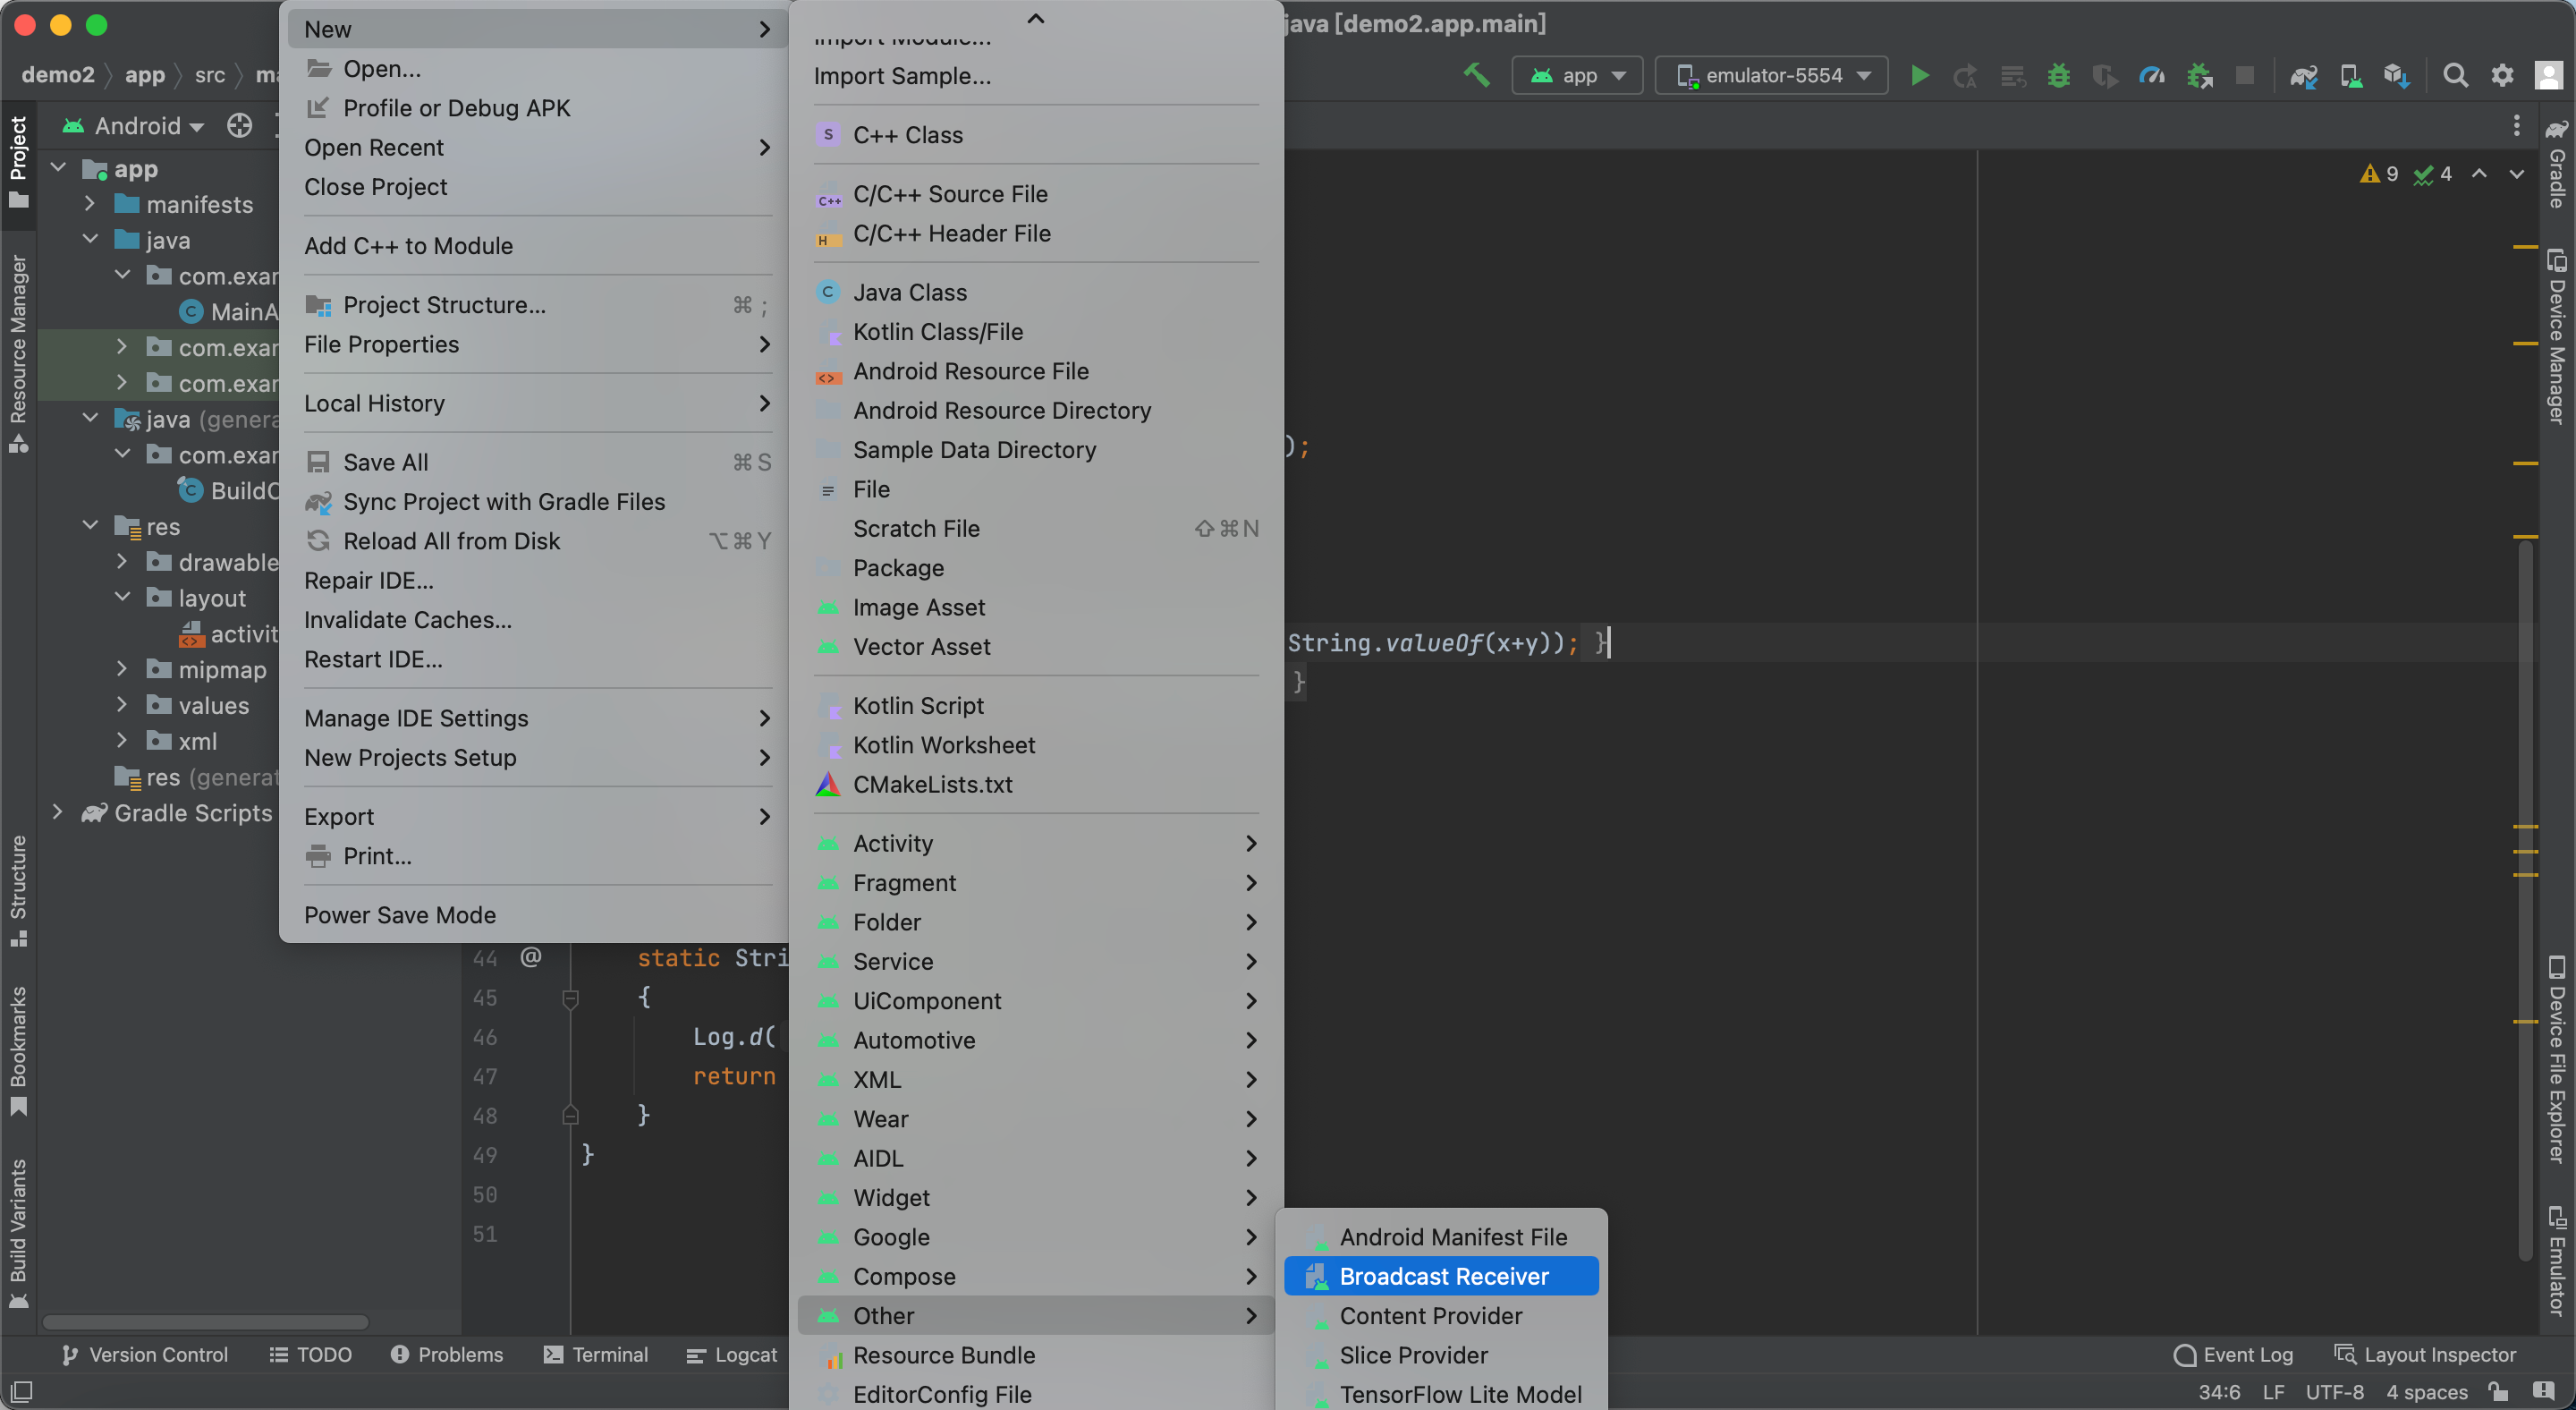 java [demo2.app.main]
demo2 app src
app
emulator-5554
New
Open...
Profile or Debug APK
Open Recent
Close Project
Add C++ to Module
Project Structure... ⌘ ;
File Properties
Local History
Save All ⌘ S
Sync Project with Gradle Files
Reload All from Disk ⌥⌘Y
Repair IDE...
Invalidate Caches...
Restart IDE...
Manage IDE Settings
New Projects Setup
Export
Print...
Power Save Mode
Import Module...
Import Sample...
C++ Class
C/C++ Source File
C/C++ Header File
Java Class
Kotlin Class/File
Android Resource File
Android Resource Directory
Sample Data Directory
File
Scratch File ⇧⌘N
Package
Image Asset
Vector Asset
Kotlin Script
Kotlin Worksheet
CMakeLists.txt
Activity
Fragment
Folder
Service
UiComponent
Automotive
XML
Wear
AIDL
Widget
Google
Compose
Other
Resource Bundle
EditorConfig File
Android Manifest File
Broadcast Receiver
Content Provider
Slice Provider
TensorFlow Lite Model
Project
Resource Manager
Structure
Bookmarks
Build Variants
Android
app
manifests
java
com.exa
MainA
com.exa
com.exa
java (genera
com.exa
BuildC
res
drawable
layout
activit
mipmap
values
xml
res (generat
Gradle Scripts
9 4
);
String.valueOf(x+y)); }
}
44 @ static Stri
45 {
46 Log.d(
47 return
48 }
49 }
50
51
Gradle
Device Manager
Device File Explorer
Emulator
Version Control
TODO
Problems
Terminal
Logcat
Event Log
Layout Inspector
34:6 LF UTF-8 4 spaces